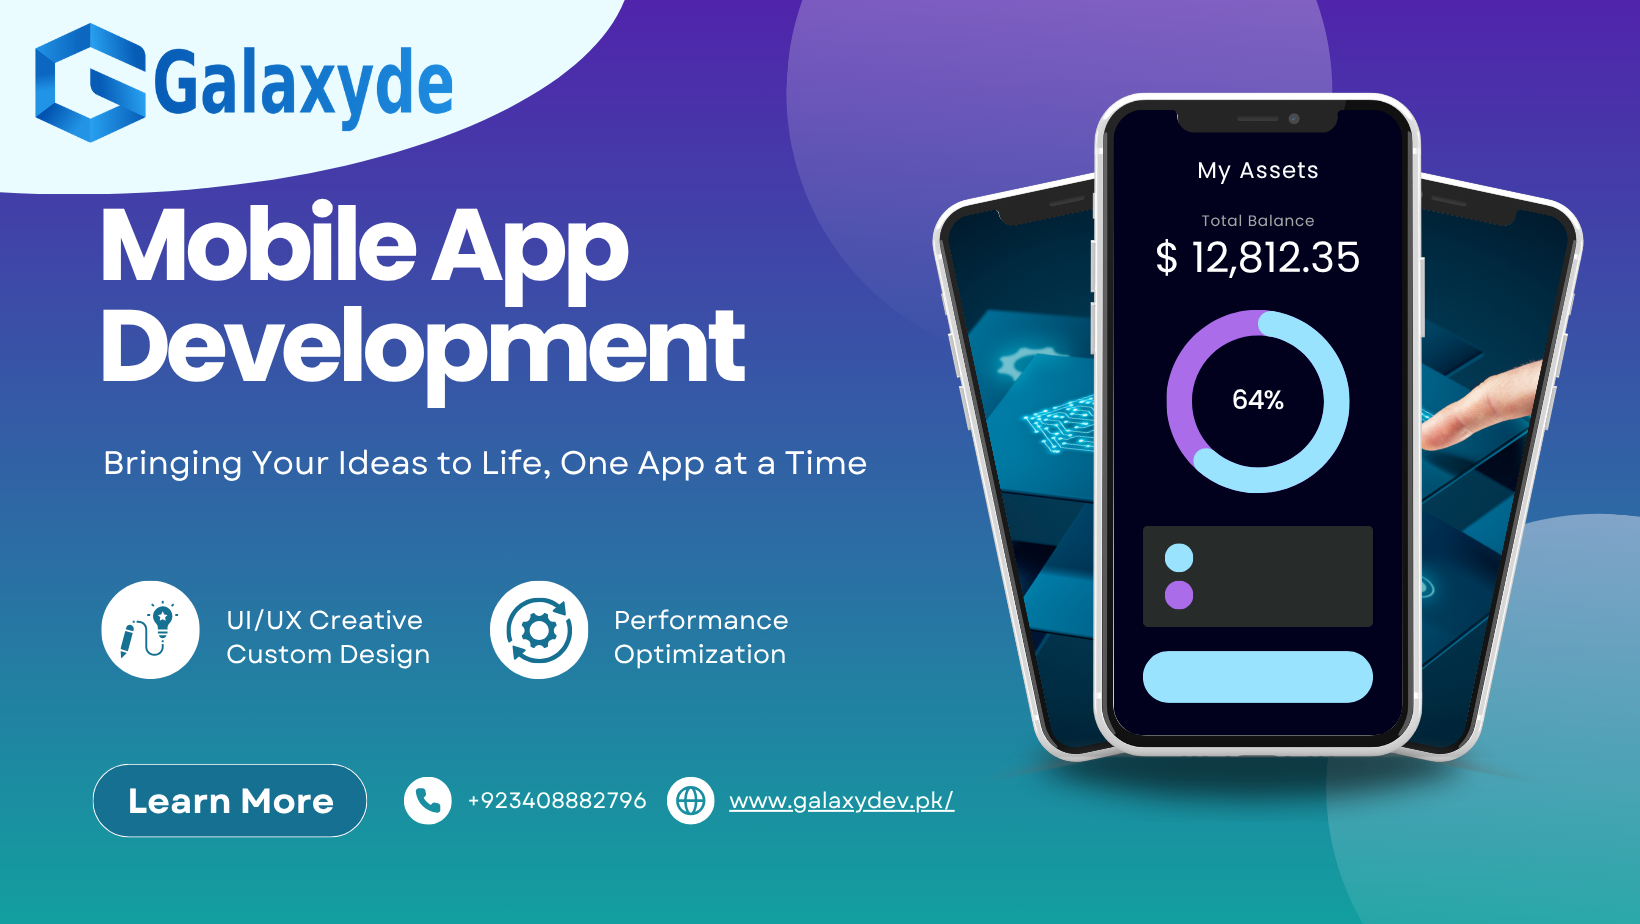 Galaxyde
Mobile App
Development
Bringing Your Ideas to Life, One App at a Time
UI/UX Creative
Custom Design
Performance
Optimization
Learn More
+923408882796
www.galaxydev.pk/
My Assets
Total Balance
$ 12,812.35
64%